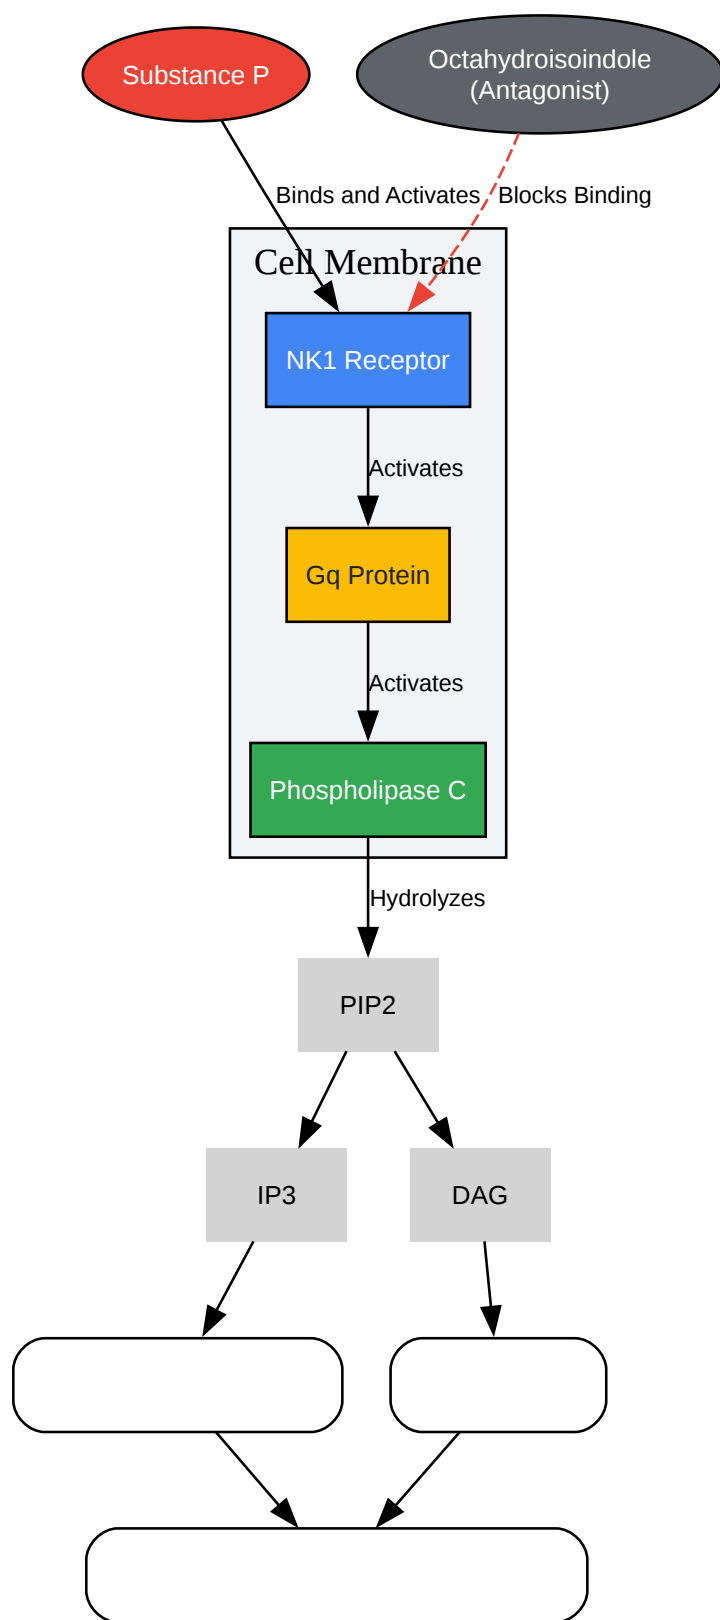 Substance P
Octahydroisoindole
(Antagonist)
Binds and Activates
Blocks Binding
Cell Membrane
NK1 Receptor
Activates
Gq Protein
Activates
Phospholipase C
Hydrolyzes
PIP2
IP3
DAG